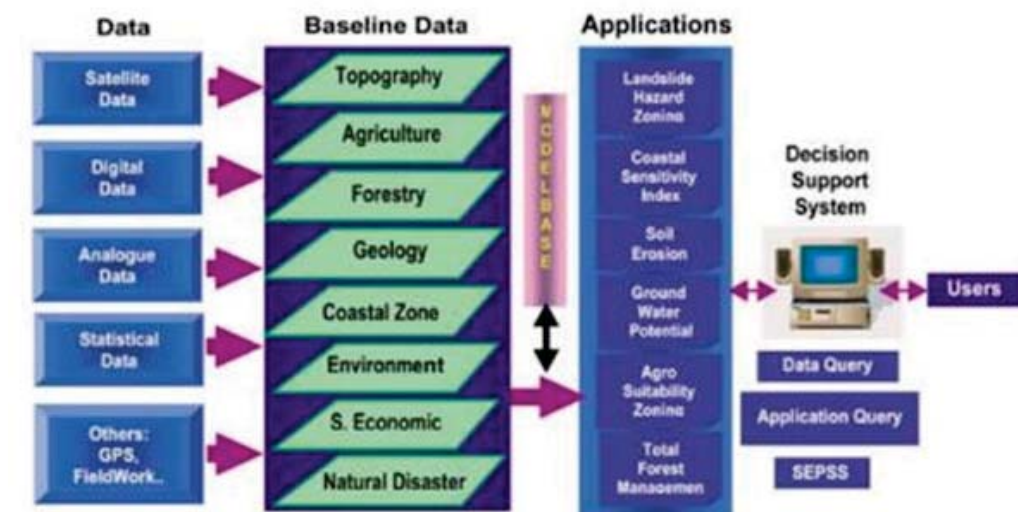 Data
Satellite
Data
Digital
Data
Analogue
Data
Statistical
Data
Others:
GPS,
FieldWork..
Baseline Data
Topography
Agriculture
Forestry
Geology
Coastal Zone
Environment
S. Economic
Natural Disaster
MODELBASE
Applications
Landslide
Hazard
Zoning
Coastal
Sensitivity
Index
Soil
Erosion
Ground
Water
Potential
Agro
Suitability
Zoning
Total
Forest
Managemen
Decision
Support
System
Data Query
Application Query
SEPSS
Users